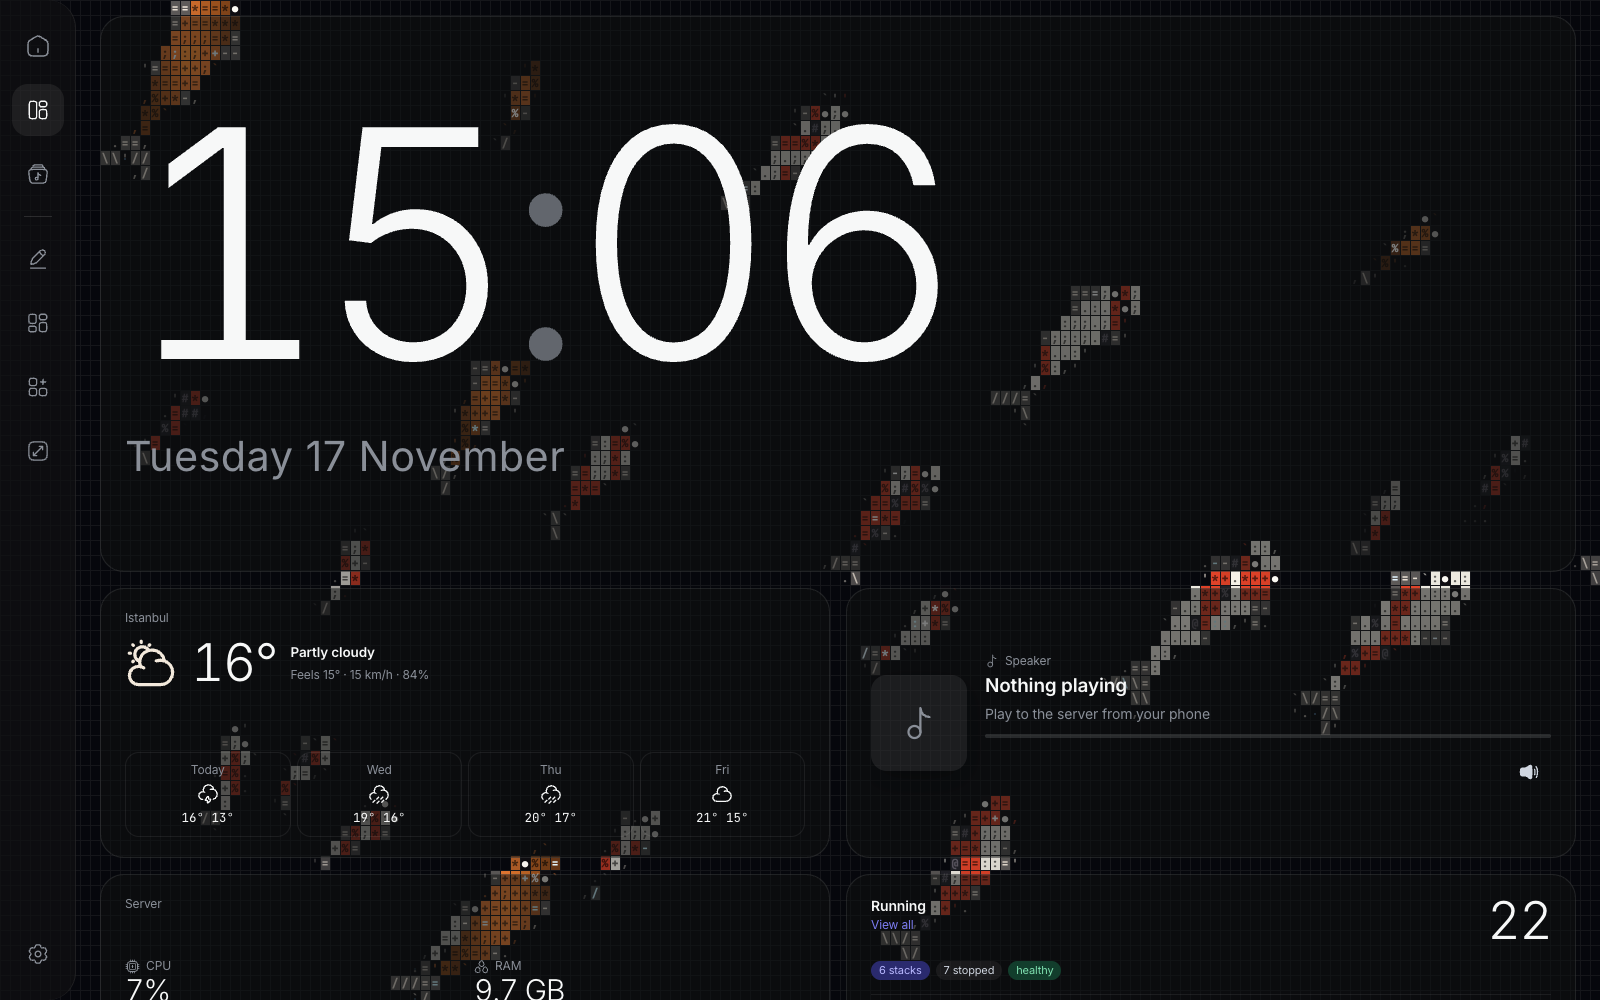 15:06
Tuesday 17 November
Istanbul
16°
Partly cloudy
Feels 15° · 15 km/h · 84%
Today
16° 13°
Wed
19° 16°
Thu
20° 17°
Fri
21° 15°
Speaker
Nothing playing
Play to the server from your phone
Server
CPU
7%
RAM
9.7 GB
Running
View all
22
6 stacks
7 stopped
healthy